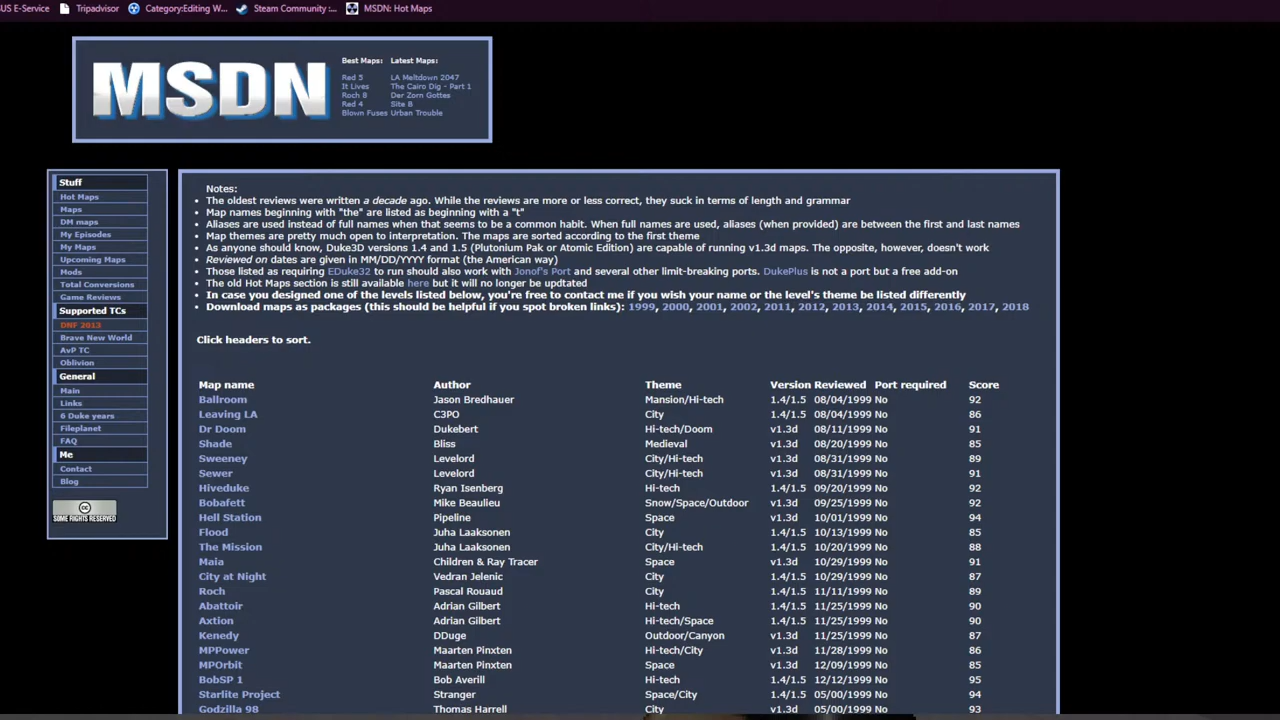 US E-Service Tripadvisor Category:Editing W... Steam Community :... MSDN: Hot Maps
MSDN
Best Maps: Latest Maps:
Red 5 LA Meltdown 2047
It Lives The Cairo Dig - Part 1
Roch 8 Der Zorn Gottes
Red 4 Site B
Blown Fuses Urban Trouble
Stuff
Hot Maps
Maps
DM maps
My Episodes
My Maps
Upcoming Maps
Mods
Total Conversions
Game Reviews
Supported TCs
DNF 2013
Brave New World
AvP TC
Oblivion
General
Main
Links
6 Duke years
Fileplanet
FAQ
Me
Contact
Blog
CC
SOME RIGHTS RESERVED
Notes:
The oldest reviews were written a decade ago. While the reviews are more or less correct, they suck in terms of length and grammar
Map names beginning with "the" are listed as beginning with a "t"
Aliases are used instead of full names when that seems to be a common habit. When full names are used, aliases (when provided) are between the first and last names
Map themes are pretty much open to interpretation. The maps are sorted according to the first theme
As anyone should know, Duke3D versions 1.4 and 1.5 (Plutonium Pak or Atomic Edition) are capable of running v1.3d maps. The opposite, however, doesn't work
Reviewed on dates are given in MM/DD/YYYY format (the American way)
Those listed as requiring EDuke32 to run should also work with Jonof's Port and several other limit-breaking ports. DukePlus is not a port but a free add-on
The old Hot Maps section is still available here but it will no longer be updtated
In case you designed one of the levels listed below, you're free to contact me if you wish your name or the level's theme be listed differently
Download maps as packages (this should be helpful if you spot broken links): 1999, 2000, 2001, 2002, 2011, 2012, 2013, 2014, 2015, 2016, 2017, 2018
Click headers to sort.
Map name Author Theme Version Reviewed Port required Score
Ballroom Jason Bredhauer Mansion/Hi-tech 1.4/1.5 08/04/1999 No 92
Leaving LA C3PO City 1.4/1.5 08/04/1999 No 86
Dr Doom Dukebert Hi-tech/Doom v1.3d 08/11/1999 No 91
Shade Bliss Medieval v1.3d 08/20/1999 No 85
Sweeney Levelord City/Hi-tech v1.3d 08/31/1999 No 89
Sewer Levelord City/Hi-tech v1.3d 08/31/1999 No 91
Hiveduke Ryan Isenberg Hi-tech 1.4/1.5 09/20/1999 No 92
Bobafett Mike Beaulieu Snow/Space/Outdoor v1.3d 09/25/1999 No 92
Hell Station Pipeline Space v1.3d 10/01/1999 No 94
Flood Juha Laaksonen City 1.4/1.5 10/13/1999 No 85
The Mission Juha Laaksonen City/Hi-tech 1.4/1.5 10/20/1999 No 88
Maia Children & Ray Tracer Space v1.3d 10/29/1999 No 91
City at Night Vedran Jelenic City 1.4/1.5 10/29/1999 No 87
Roch Pascal Rouaud City 1.4/1.5 11/11/1999 No 89
Abattoir Adrian Gilbert Hi-tech 1.4/1.5 11/25/1999 No 90
Axtion Adrian Gilbert Hi-tech/Space 1.4/1.5 11/25/1999 No 90
Kenedy DDuge Outdoor/Canyon v1.3d 11/25/1999 No 87
MPPower Maarten Pinxten Hi-tech/City v1.3d 11/28/1999 No 86
MPOrbit Maarten Pinxten Space v1.3d 12/09/1999 No 85
BobSP 1 Bob Averill Hi-tech 1.4/1.5 12/12/1999 No 95
Starlite Project Stranger Space/City 1.4/1.5 05/00/1999 No 94
Godzilla 98 Thomas Harrell City v1.3d 05/00/1999 No 93